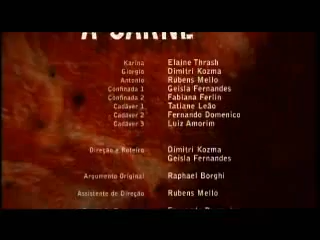 A CARNE
Karina Elaine Thrash
Giorgio Dimitri Kozma
Antonio Rubens Mello
Confinada 1 Geisla Fernandes
Confinada 2 Fabiana Ferlin
Cadáver 1 Tatiane Leão
Cadáver 2 Fernando Domenico
Cadáver 3 Luiz Amorim
Direção e Roteiro Dimitri Kozma
Geisla Fernandes
Argumento Original Raphael Borghi
Assistente de Direção Rubens Mello